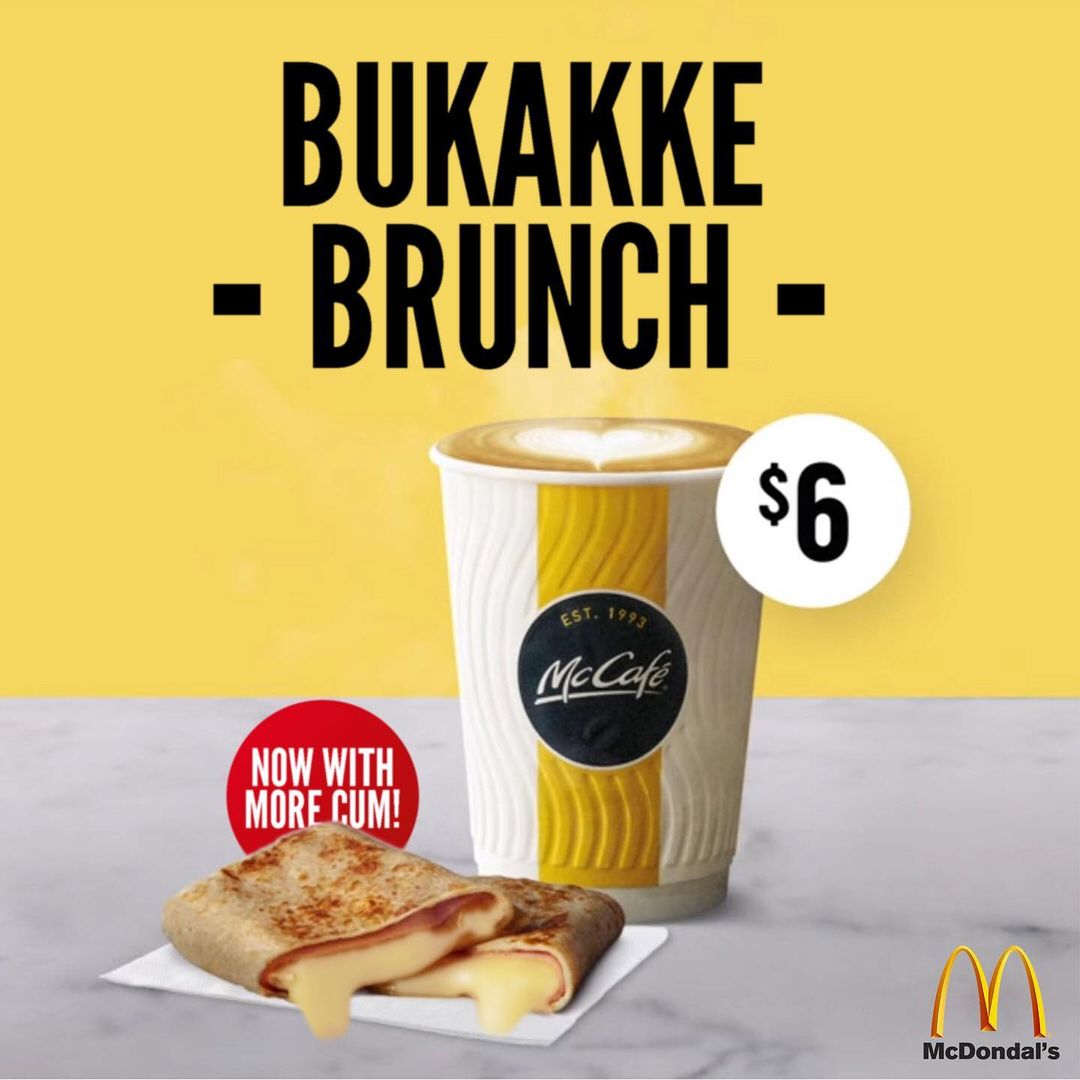 BUKAKKE
- BRUNCH -
$6
EST. 1993
McCafé
NOW WITH
MORE CUM!
McDondal's